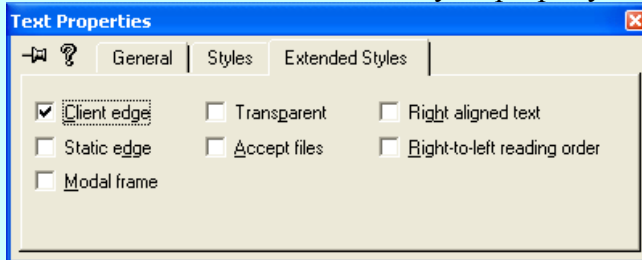 Text Properties
? General Styles Extended Styles
Client edge Transparent Right aligned text
Static edge Accept files Right-to-left reading order
Modal frame